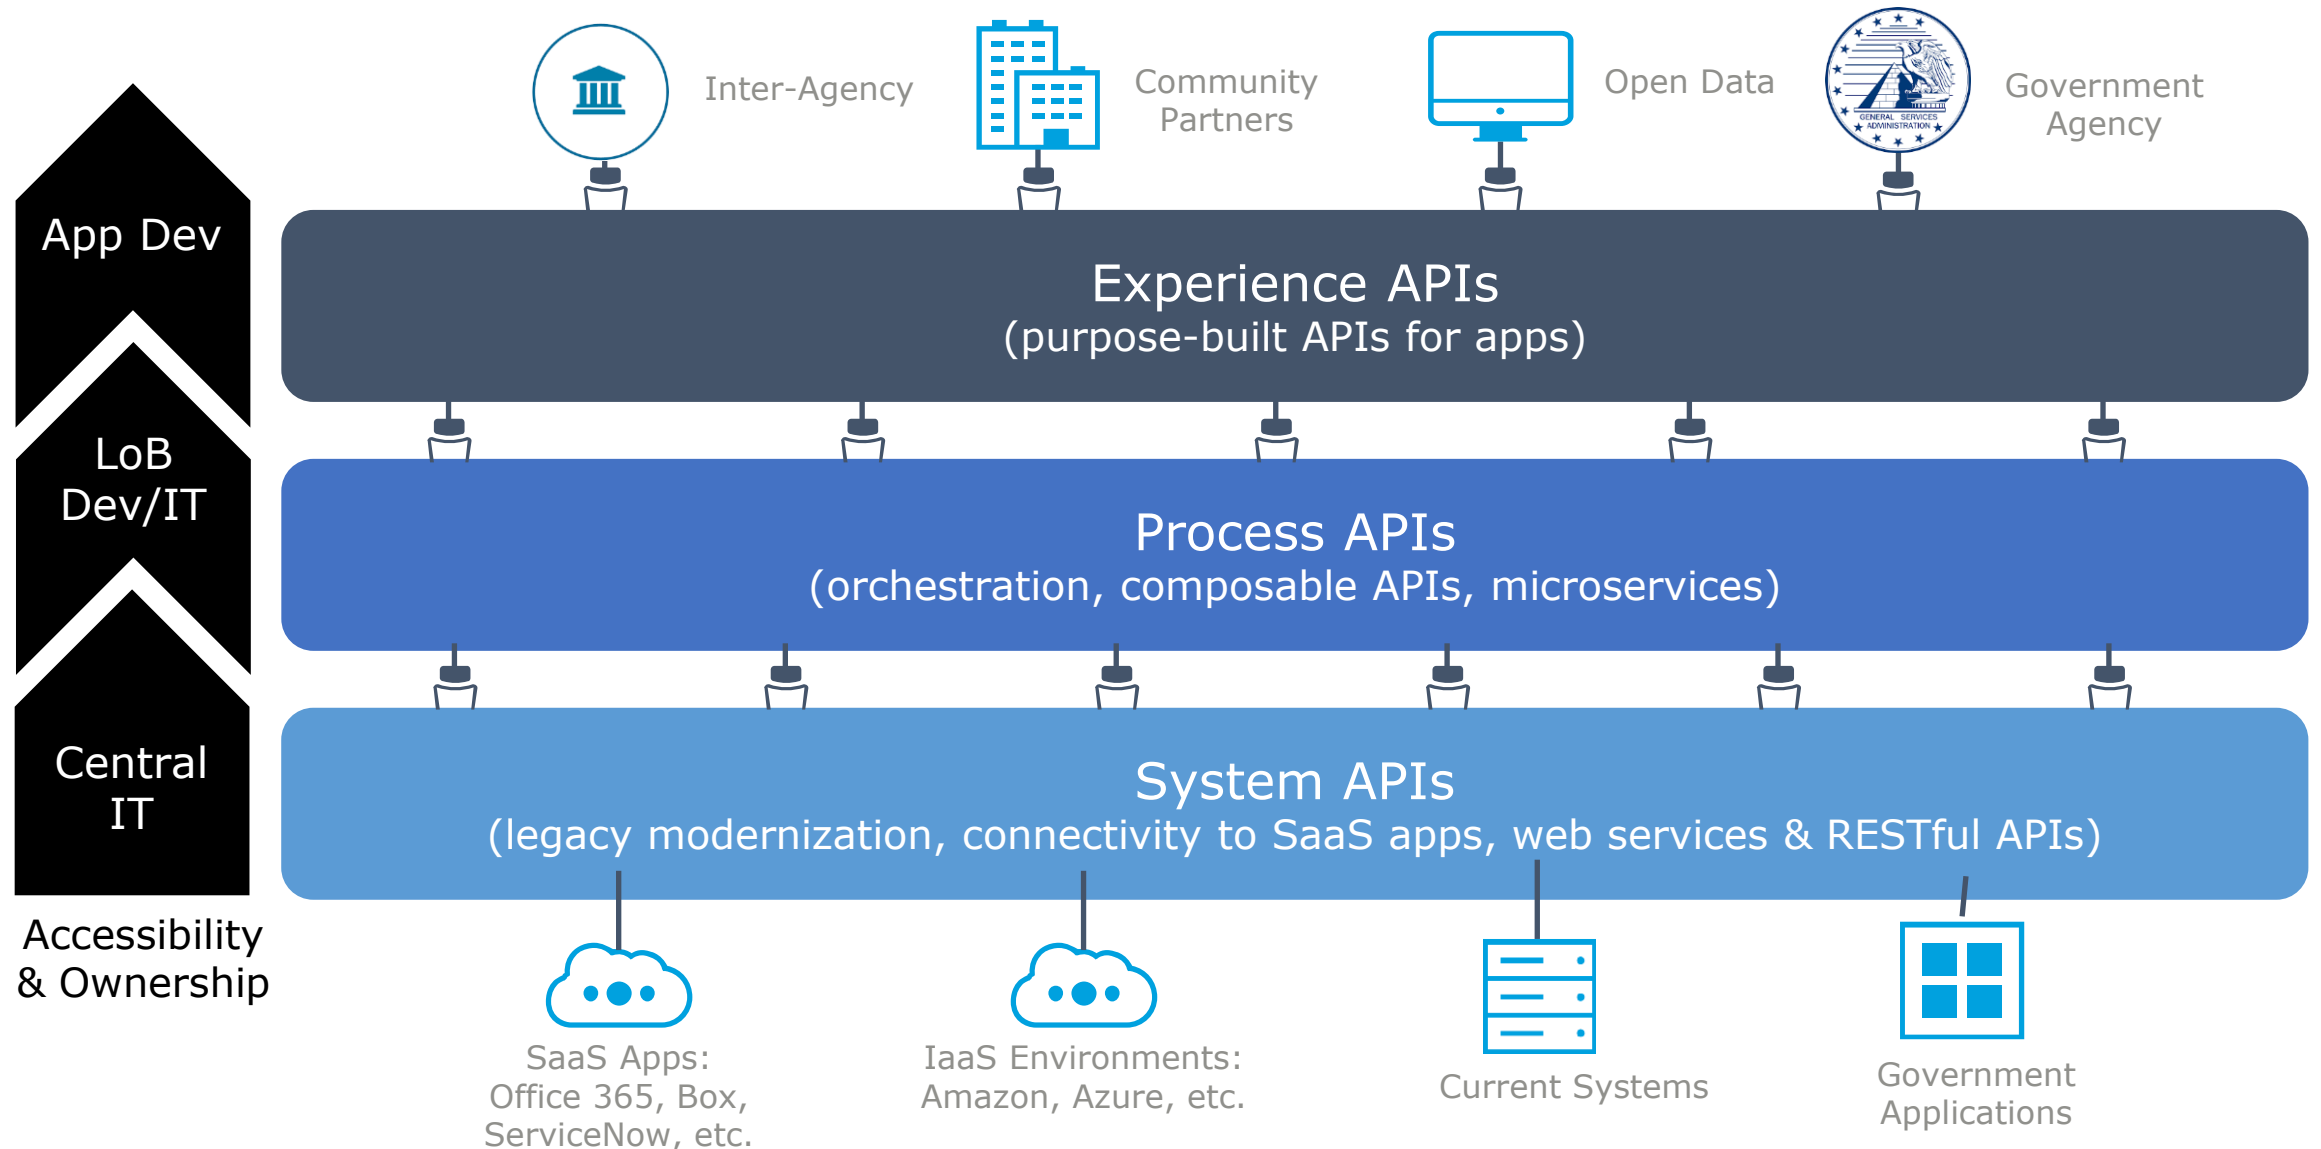 Inter-Agency
Community
Partners
Open Data
GENERAL SERVICES
ADMINISTRATION
Government
Agency
App Dev
Experience APIs
(purpose-built APIs for apps)
LoB
Dev/IT
Process APIs
(orchestration, composable APIs, microservices)
Central
IT
System APIs
(legacy modernization, connectivity to SaaS apps, web services & RESTful APIs)
Accessibility
& Ownership
SaaS Apps:
Office 365, Box,
ServiceNow, etc.
IaaS Environments:
Amazon, Azure, etc.
Current Systems
Government
Applications